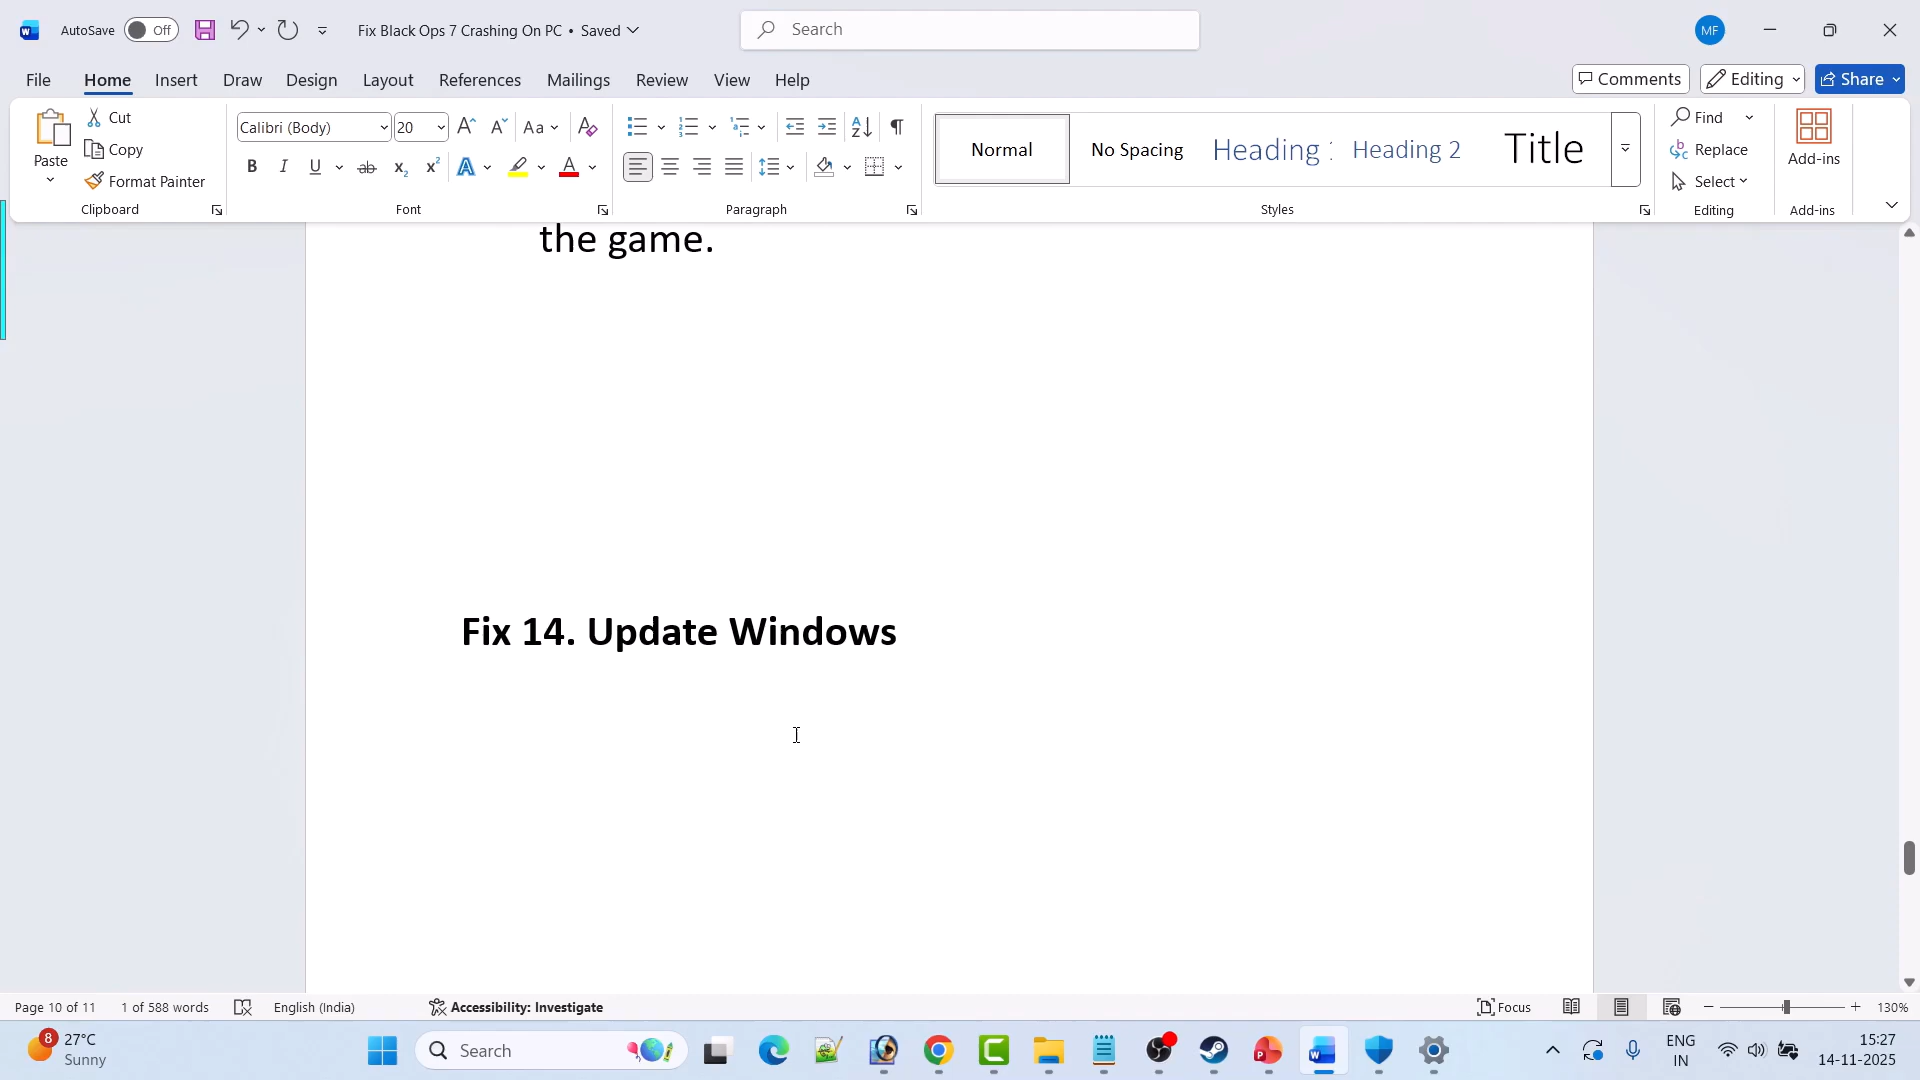 AutoSave Off Fix Black Ops 7 Crashing On PC • Saved Search MF
File Home Insert Draw Design Layout References Mailings Review View Help Comments Editing Share
Paste Cut Copy Format Painter Clipboard
Calibri (Body) 20 Font
Paragraph
Normal No Spacing Heading 2 Title Styles
Find Replace Select Editing
Add-ins Add-ins
the game.
Fix 14. Update Windows
Page 10 of 11 1 of 588 words English (India) Accessibility: Investigate Focus 130%
8 27°C Sunny Search ENG IN 15:27 14-11-2025